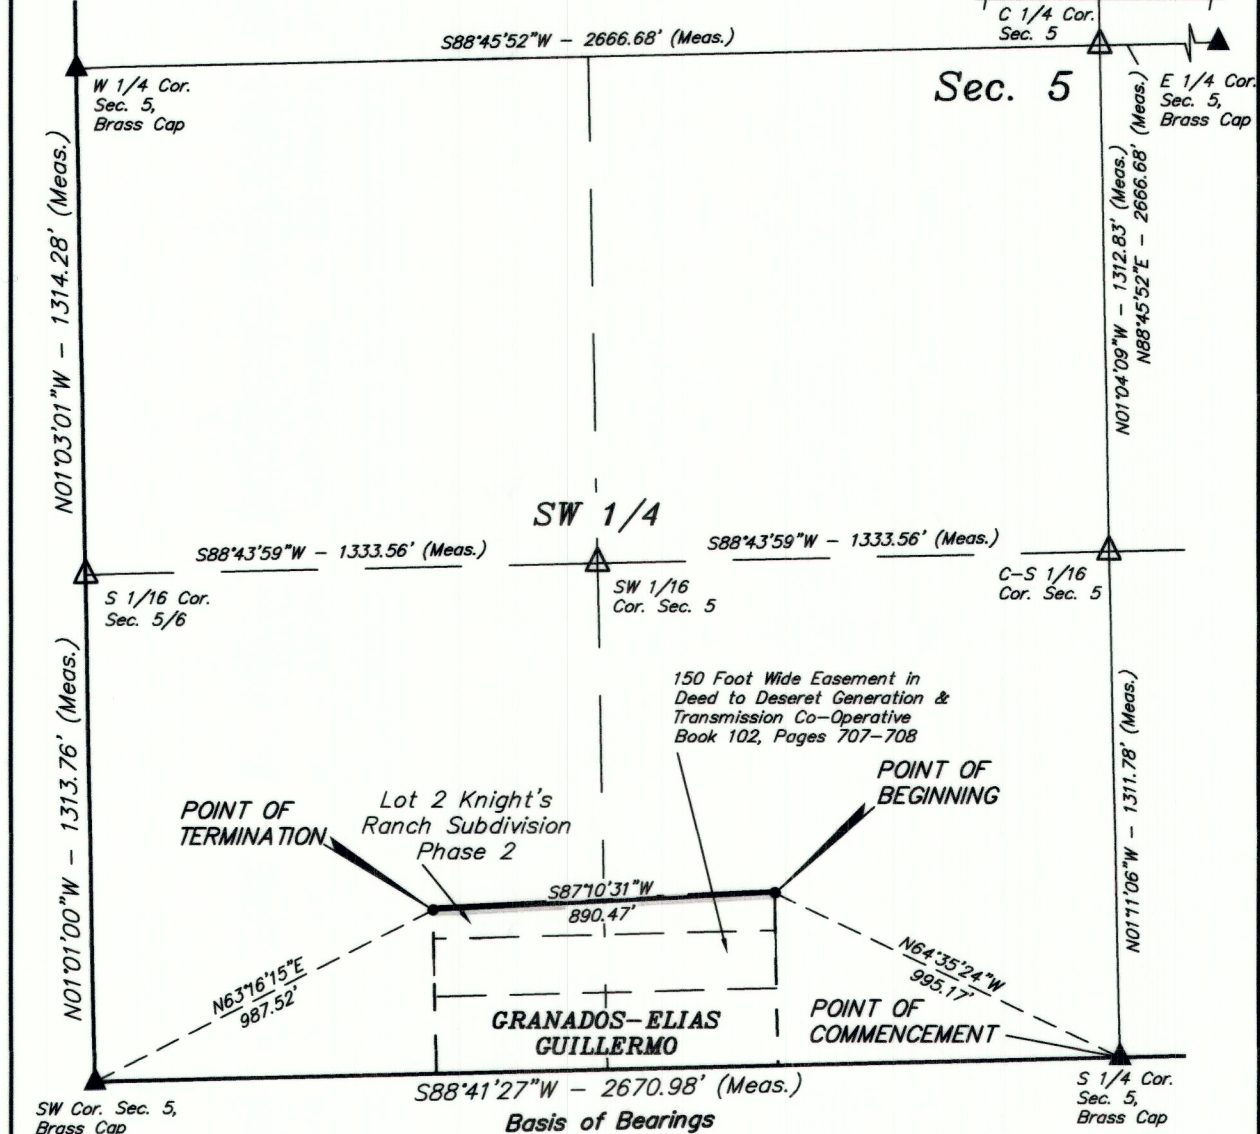 S88°45'52"W - 2666.68' (Meas.)
C 1/4 Cor.
Sec. 5
W 1/4 Cor.
Sec. 5,
Brass Cap
Sec. 5
E 1/4 Cor.
Sec. 5,
Brass Cap
N01°03'01"W - 1314.28' (Meas.)
N01°04'09"W - 1312.83' (Meas.)
N88°45'52"E - 2666.68' (Meas.)
SW 1/4
S88°43'59"W - 1333.56' (Meas.)
S88°43'59"W - 1333.56' (Meas.)
S 1/16 Cor.
Sec. 5/6
SW 1/16
Cor. Sec. 5
C-S 1/16
Cor. Sec. 5
N01°01'00"W - 1313.76' (Meas.)
150 Foot Wide Easement in
Deed to Deseret Generation &
Transmission Co-Operative
Book 102, Pages 707-708
N01°11'06"W - 1311.78' (Meas.)
POINT OF
BEGINNING
POINT OF
TERMINATION
Lot 2 Knight's
Ranch Subdivision
Phase 2
S87°10'31"W
890.47'
N63°16'15"E
987.52'
N64°35'24"W
995.17'
GRANADOS-ELIAS
GUILLERMO
POINT OF
COMMENCEMENT
S88°41'27"W - 2670.98' (Meas.)
Basis of Bearings
SW Cor. Sec. 5,
Brass Cap
S 1/4 Cor.
Sec. 5,
Brass Cap